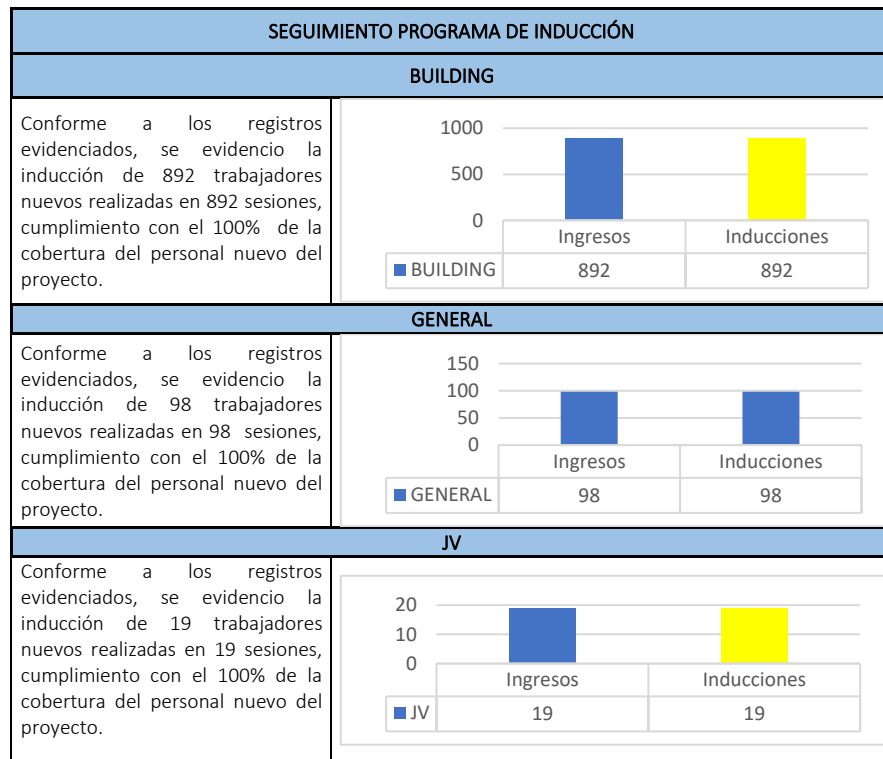 SEGUIMIENTO PROGRAMA DE INDUCCIÓN
BUILDING
Conforme a los registros
evidenciados, se evidencio la
inducción de 892 trabajadores
nuevos realizadas en 892 sesiones,
cumplimiento con el 100% de la
cobertura del personal nuevo del
proyecto.
1000
500
0
Ingresos Inducciones
BUILDING 892 892
GENERAL
Conforme a los registros
evidenciados, se evidencio la
inducción de 98 trabajadores
nuevos realizadas en 98 sesiones,
cumplimiento con el 100% de la
cobertura del personal nuevo del
proyecto.
150
100
50
0
Ingresos Inducciones
GENERAL 98 98
JV
Conforme a los registros
evidenciados, se evidencio la
inducción de 19 trabajadores
nuevos realizadas en 19 sesiones,
cumplimiento con el 100% de la
cobertura del personal nuevo del
proyecto.
20
10
0
Ingresos Inducciones
JV 19 19